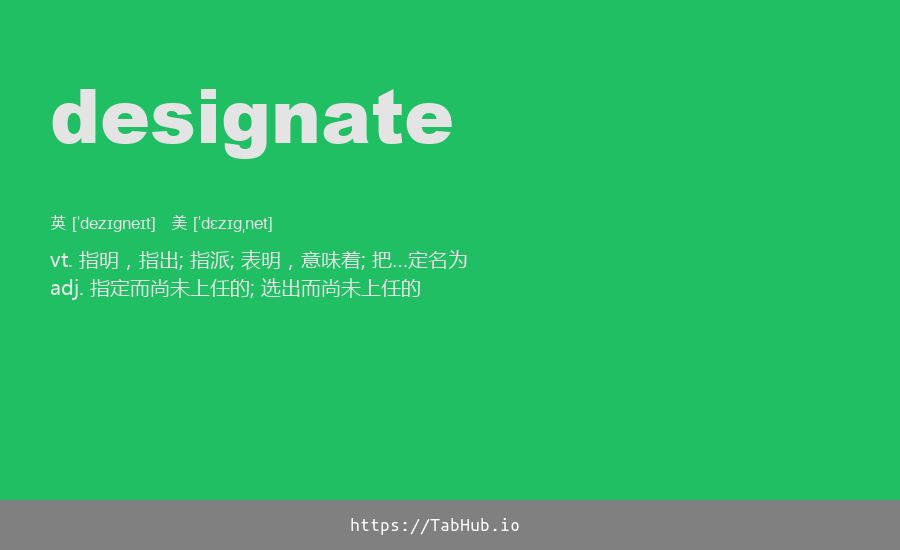 designate
英 [ˈdezɪɡneɪt] 美 [ˈdɛzɪɡˌnet]
vt. 指明，指出; 指派; 表明，意味着; 把…定名为
adj. 指定而尚未上任的; 选出而尚未上任的
https://TabHub.io